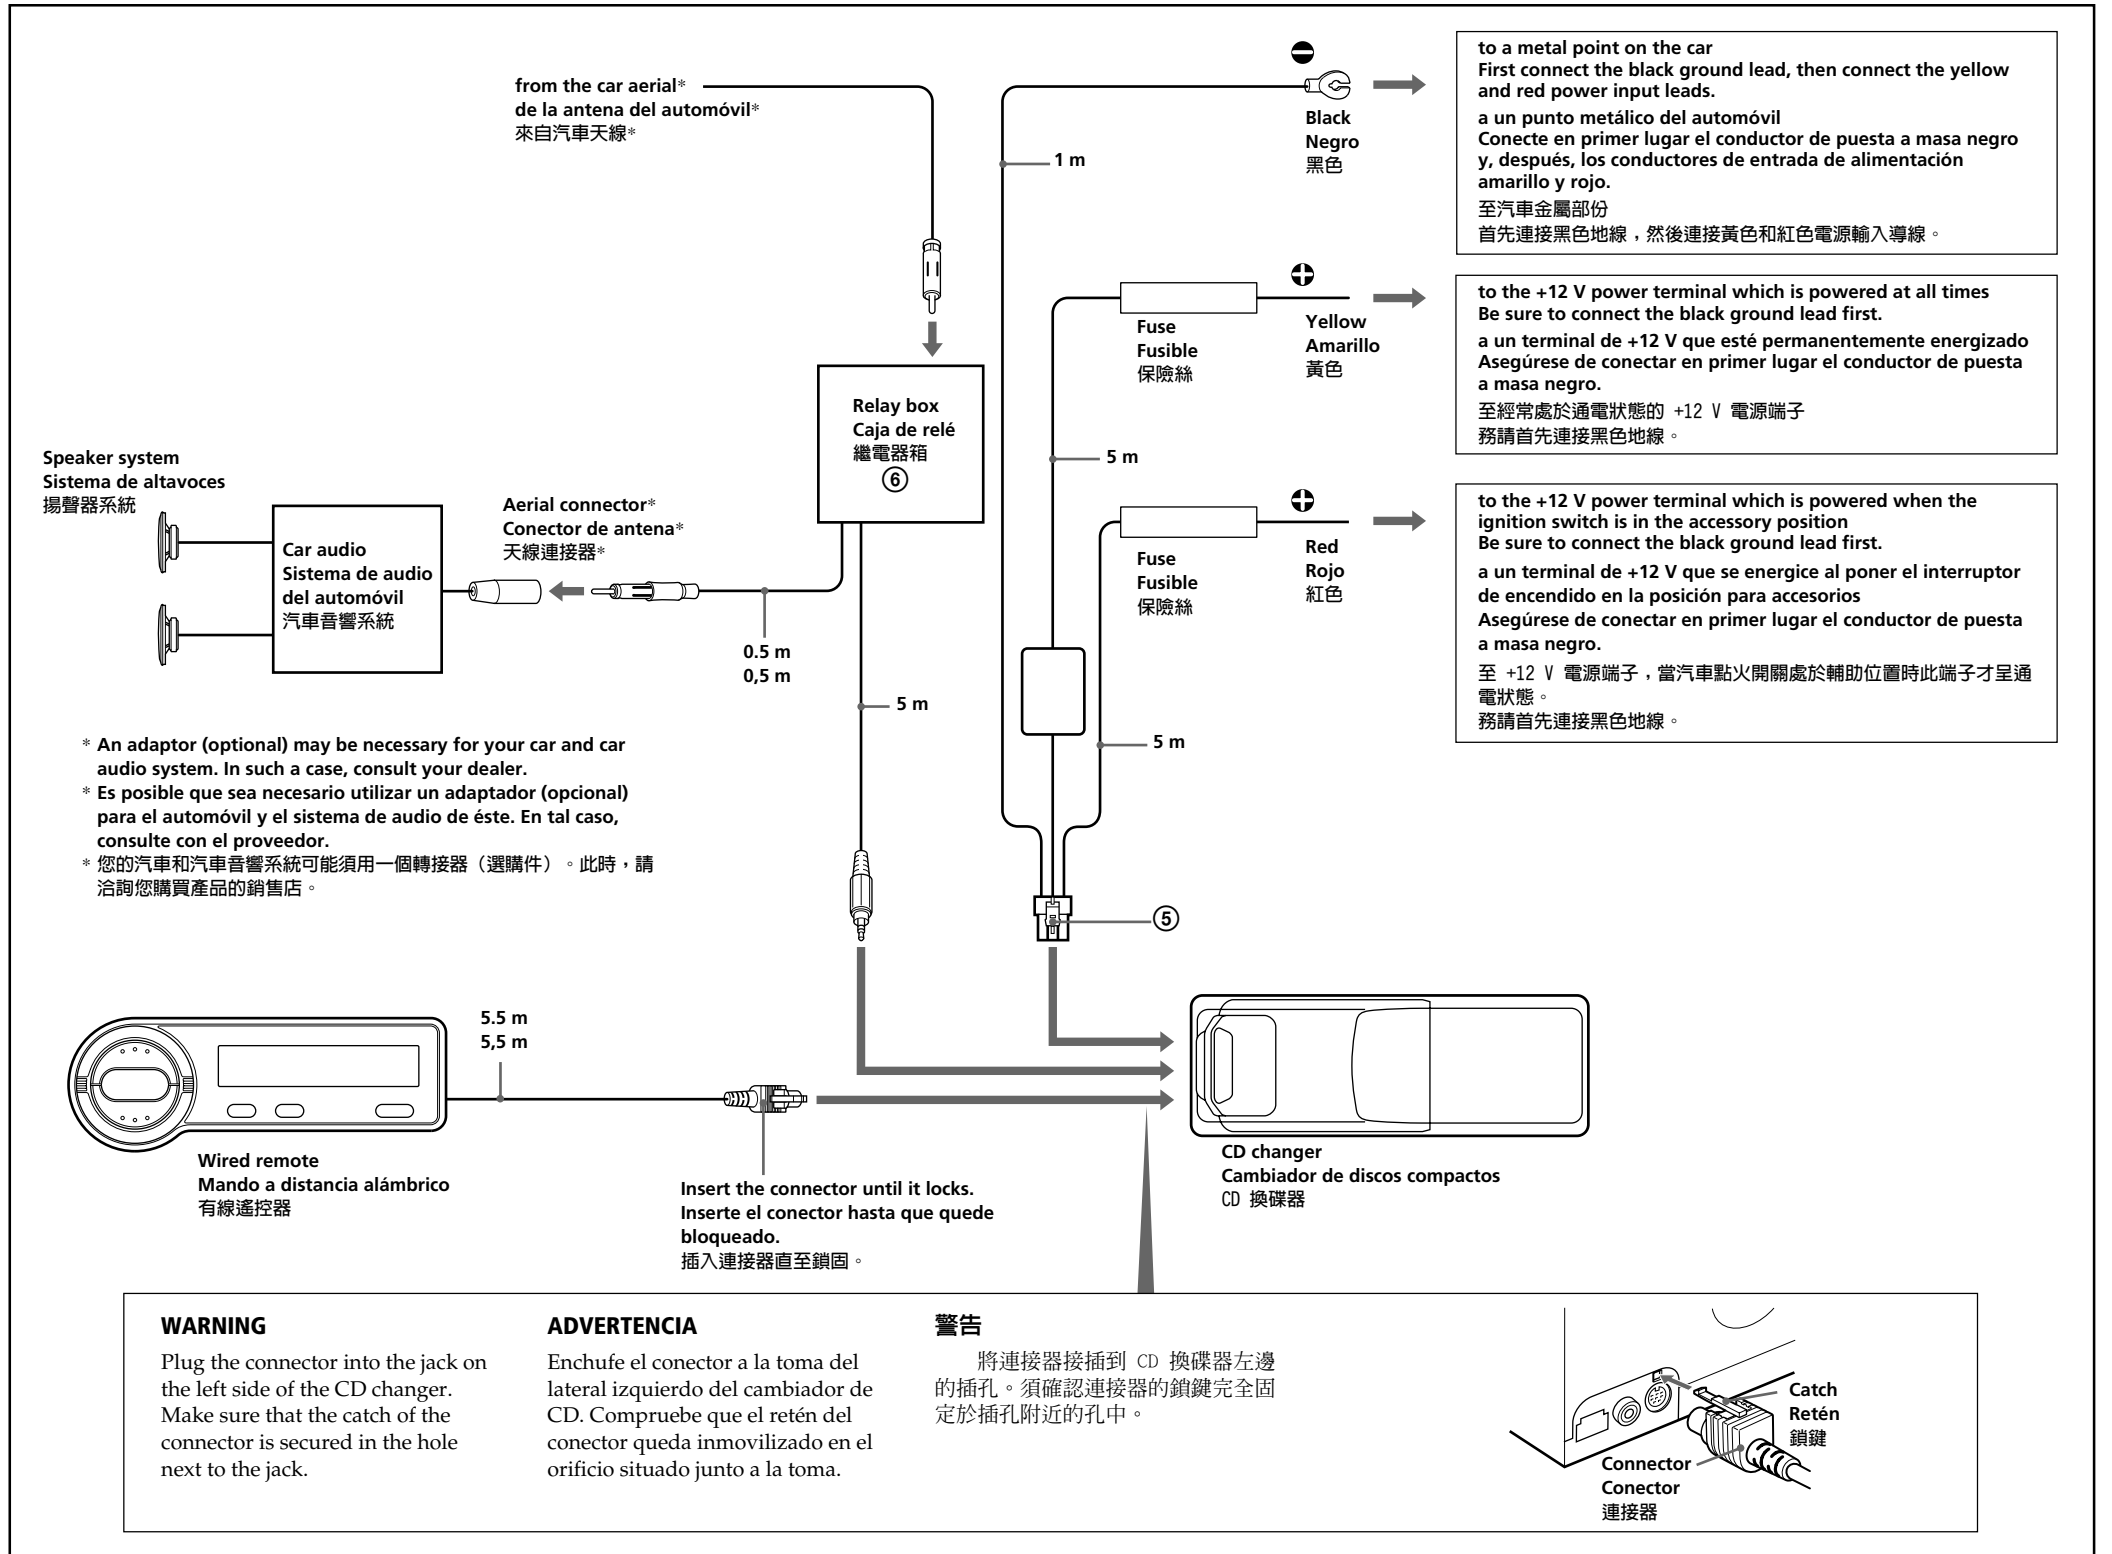 from the car aerial*
de la antena del automóvil*
來自汽車天線*
Black
Negro
黑色
1 m
to a metal point on the car
First connect the black ground lead, then connect the yellow
and red power input leads.
a un punto metálico del automóvil
Conecte en primer lugar el conductor de puesta a masa negro
y, después, los conductores de entrada de alimentación
amarillo y rojo.
至汽車金屬部份
首先連接黑色地線，然後連接黃色和紅色電源輸入導線。
Fuse
Fusible
保險絲
Yellow
Amarillo
黃色
to the +12 V power terminal which is powered at all times
Be sure to connect the black ground lead first.
a un terminal de +12 V que esté permanentemente energizado
Asegúrese de conectar en primer lugar el conductor de puesta
a masa negro.
至經常處於通電狀態的 +12 V 電源端子
務請首先連接黑色地線。
Relay box
Caja de relé
繼電器箱
⑥
5 m
Speaker system
Sistema de altavoces
揚聲器系統
Car audio
Sistema de audio
del automóvil
汽車音響系統
Aerial connector*
Conector de antena*
天線連接器*
0.5 m
0,5 m
5 m
Fuse
Fusible
保險絲
Red
Rojo
紅色
to the +12 V power terminal which is powered when the
ignition switch is in the accessory position
Be sure to connect the black ground lead first.
a un terminal de +12 V que se energice al poner el interruptor
de encendido en la posición para accesorios
Asegúrese de conectar en primer lugar el conductor de puesta
a masa negro.
至 +12 V 電源端子，當汽車點火開關處於輔助位置時此端子才呈通
電狀態。
務請首先連接黑色地線。
5 m
* An adaptor (optional) may be necessary for your car and car
audio system. In such a case, consult your dealer.
* Es posible que sea necesario utilizar un adaptador (opcional)
para el automóvil y el sistema de audio de éste. En tal caso,
consulte con el proveedor.
* 您的汽車和汽車音響系統可能須用一個轉接器（選購件）。此時，請
洽詢您購買產品的銷售店。
⑤
5.5 m
5,5 m
Wired remote
Mando a distancia alámbrico
有線遙控器
Insert the connector until it locks.
Inserte el conector hasta que quede
bloqueado.
插入連接器直至鎖固。
CD changer
Cambiador de discos compactos
CD 換碟器
WARNING
Plug the connector into the jack on
the left side of the CD changer.
Make sure that the catch of the
connector is secured in the hole
next to the jack.
ADVERTENCIA
Enchufe el conector a la toma del
lateral izquierdo del cambiador de
CD. Compruebe que el retén del
conector queda inmovilizado en el
orificio situado junto a la toma.
警告
將連接器接插到 CD 換碟器左邊
的插孔。須確認連接器的鎖鍵完全固
定於插孔附近的孔中。
Catch
Retén
鎖鍵
Connector
Conector
連接器